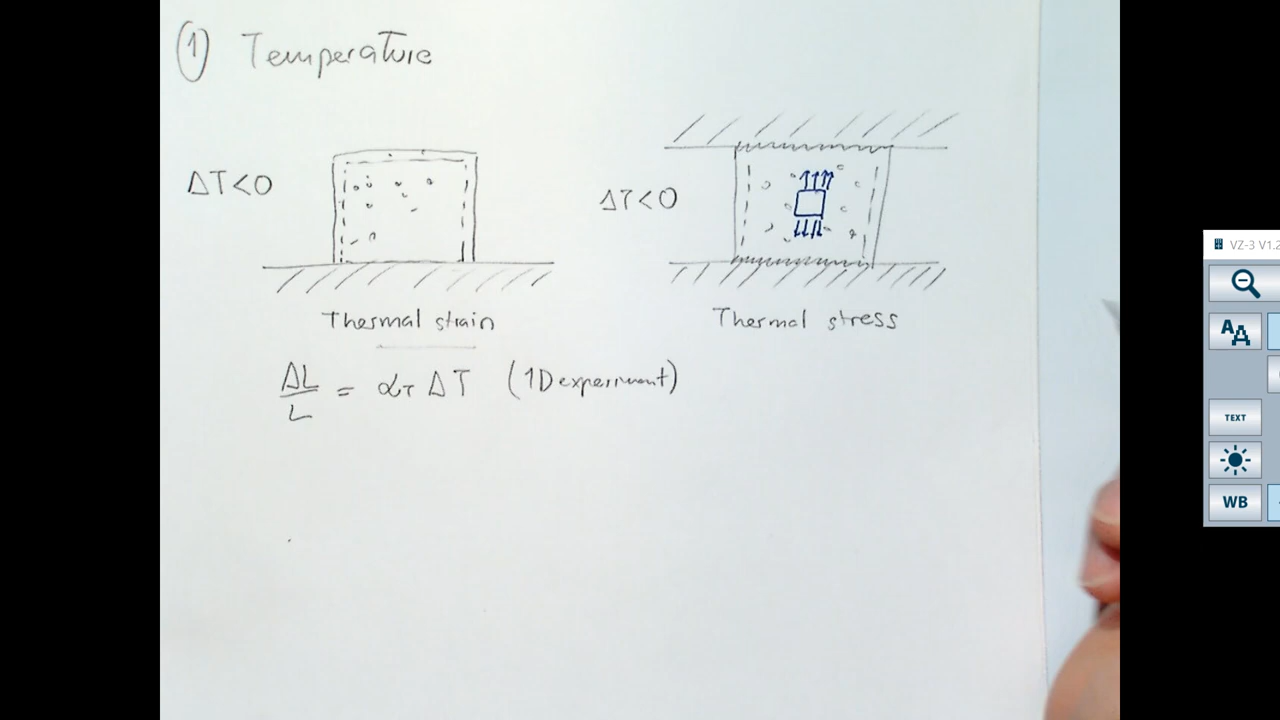 ① Temperature
ΔT<0
ΔT<0
Thermal strain
Thermal stress
ΔL/L = α_T ΔT (1D experiment)
VZ-3 V1.2
AA
TEXT
WB